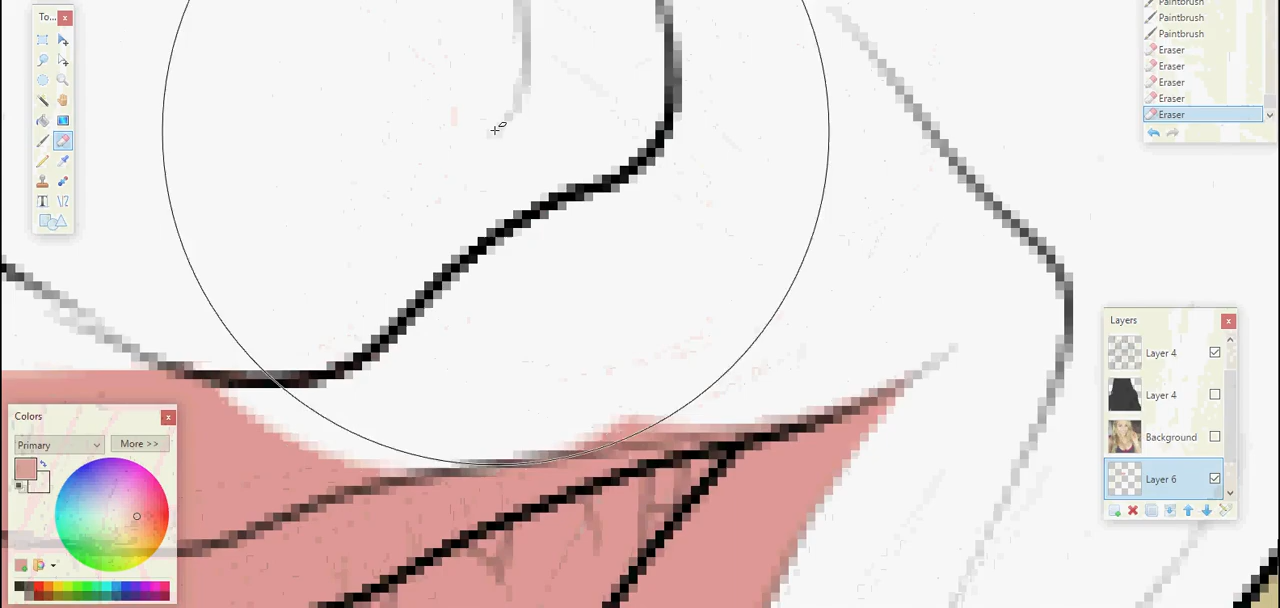 To...
Paintbrush
Paintbrush
Paintbrush
Eraser
Eraser
Eraser
Eraser
Eraser
T
Layers
Layer 4
Layer 4
Background
Layer 6
Colors
Primary
More >>